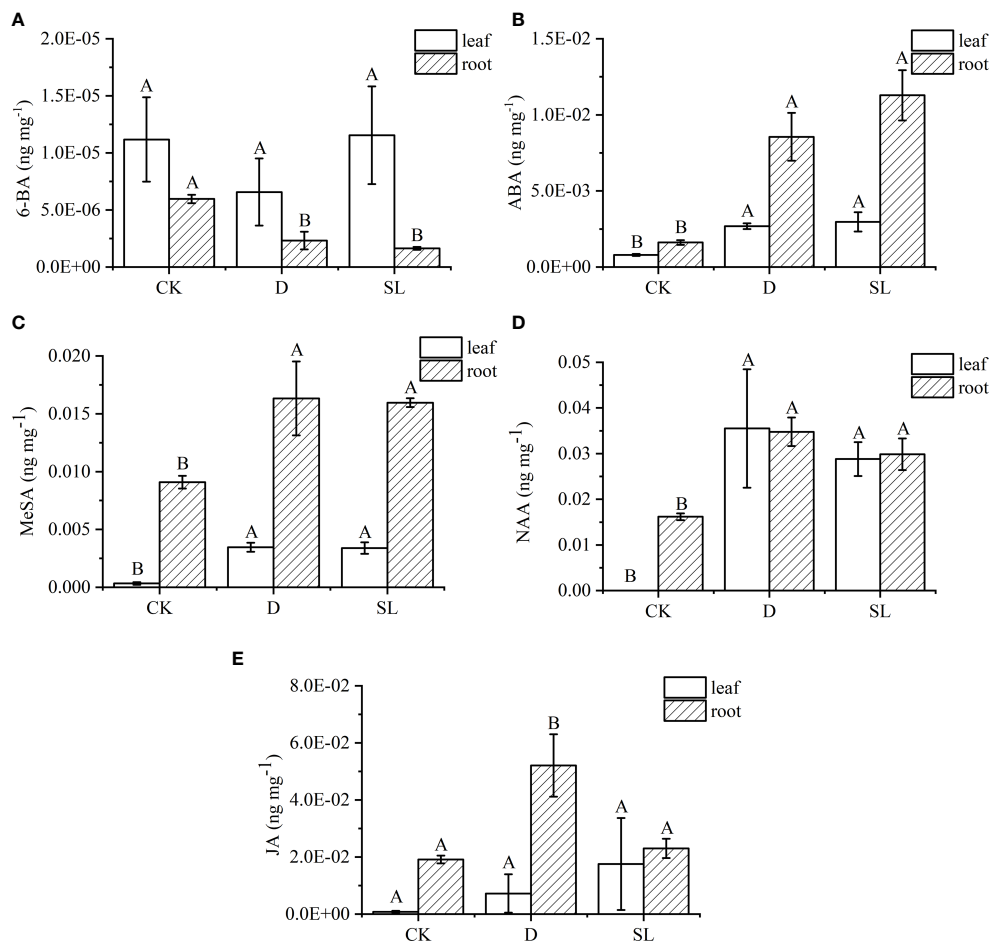 A
6-BA (ng mg-1)
2.0E-05
1.5E-05
1.0E-05
5.0E-06
0.0E+00
A
A
A
B
A
B
CK
D
SL
leaf
root
B
ABA (ng mg-1)
1.5E-02
1.0E-02
5.0E-03
0.0E+00
B
B
A
A
A
A
CK
D
SL
leaf
root
C
MeSA (ng mg-1)
0.020
0.015
0.010
0.005
0.000
B
B
A
A
A
A
CK
D
SL
leaf
root
D
NAA (ng mg-1)
0.05
0.04
0.03
0.02
0.01
0.00
B
B
A
A
A
A
CK
D
SL
leaf
root
E
JA (ng mg-1)
8.0E-02
6.0E-02
4.0E-02
2.0E-02
0.0E+00
A
A
A
B
A
A
CK
D
SL
leaf
root